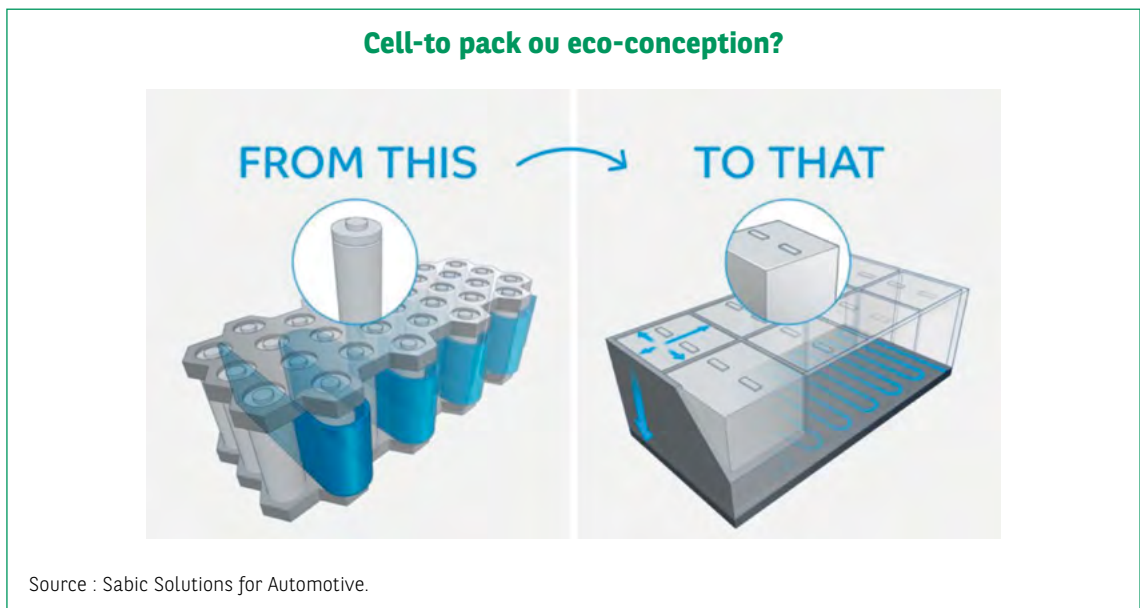 Cell-to pack ou eco-conception?
FROM THIS
TO THAT
Source : Sabic Solutions for Automotive.